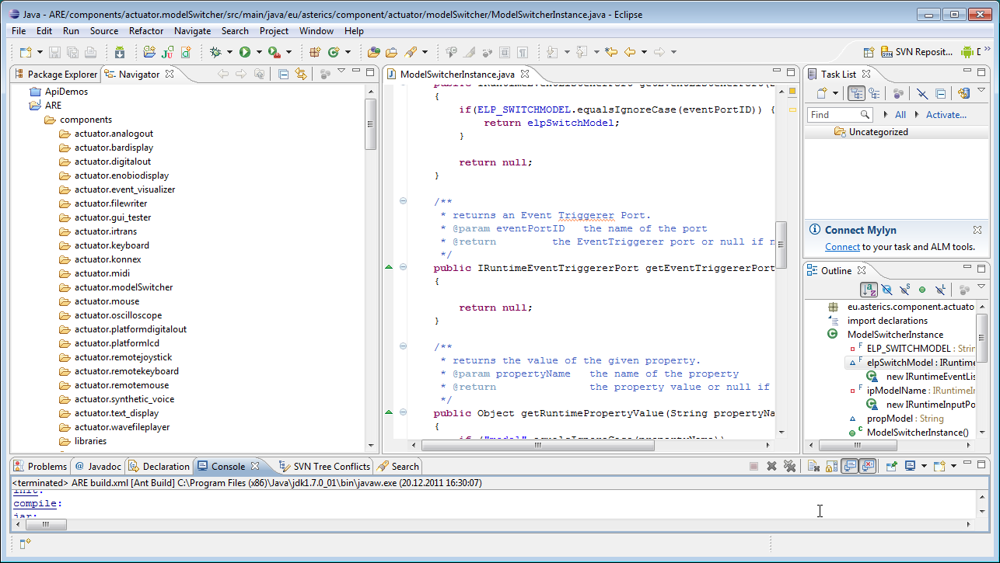 Java - ARE/components/actuator.modelSwitcher/src/main/java/eu/asterics/component/actuator/modelSwitcher/ModelSwitcherInstance.java - Eclipse
File Edit Run Source Refactor Navigate Search Project Window Help
SVN Reposit...
Package Explorer Navigator
ApiDemos
ARE
components
actuator.analogout
actuator.bardisplay
actuator.digitalout
actuator.enobiodisplay
actuator.event_visualizer
actuator.filewriter
actuator.gui_tester
actuator.irtrans
actuator.keyboard
actuator.konnex
actuator.midi
actuator.modelSwitcher
actuator.mouse
actuator.oscilloscope
actuator.platformdigitalout
actuator.platformlcd
actuator.remotejoystick
actuator.remotekeyboard
actuator.remotemouse
actuator.synthetic_voice
actuator.text_display
actuator.wavefileplayer
libraries
ModelSwitcherInstance.java
{
if(ELP_SWITCHMODEL.equalsIgnoreCase(eventPortID)) {
return elpSwitchModel;
}
return null;
}
/**
* returns an Event Triggerer Port.
* @param eventPortID the name of the port
* @return the EventTriggerer port or null if n
*/
public IRuntimeEventTriggererPort getEventTriggererPort
{
return null;
}
/**
* returns the value of the given property.
* @param propertyName the name of the property
* @return the property value or null if
*/
public Object getRuntimePropertyValue(String propertyNa
{
if ("model".equalsIgnoreCase(propertyName))
Task List
Find All Activate...
Uncategorized
Connect Mylyn
Connect to your task and ALM tools.
Outline
eu.asterics.component.actuato
import declarations
ModelSwitcherInstance
ELP_SWITCHMODEL : Strin
elpSwitchModel : IRuntime
new IRuntimeEventLis
ipModelName : IRuntimeIn
new IRuntimeInputPo
propModel : String
ModelSwitcherInstance()
Problems @ Javadoc Declaration Console SVN Tree Conflicts Search
<terminated> ARE build.xml [Ant Build] C:\Program Files (x86)\Java\jdk1.7.0_01\bin\javaw.exe (20.12.2011 16:30:07)
init:
compile:
jar: